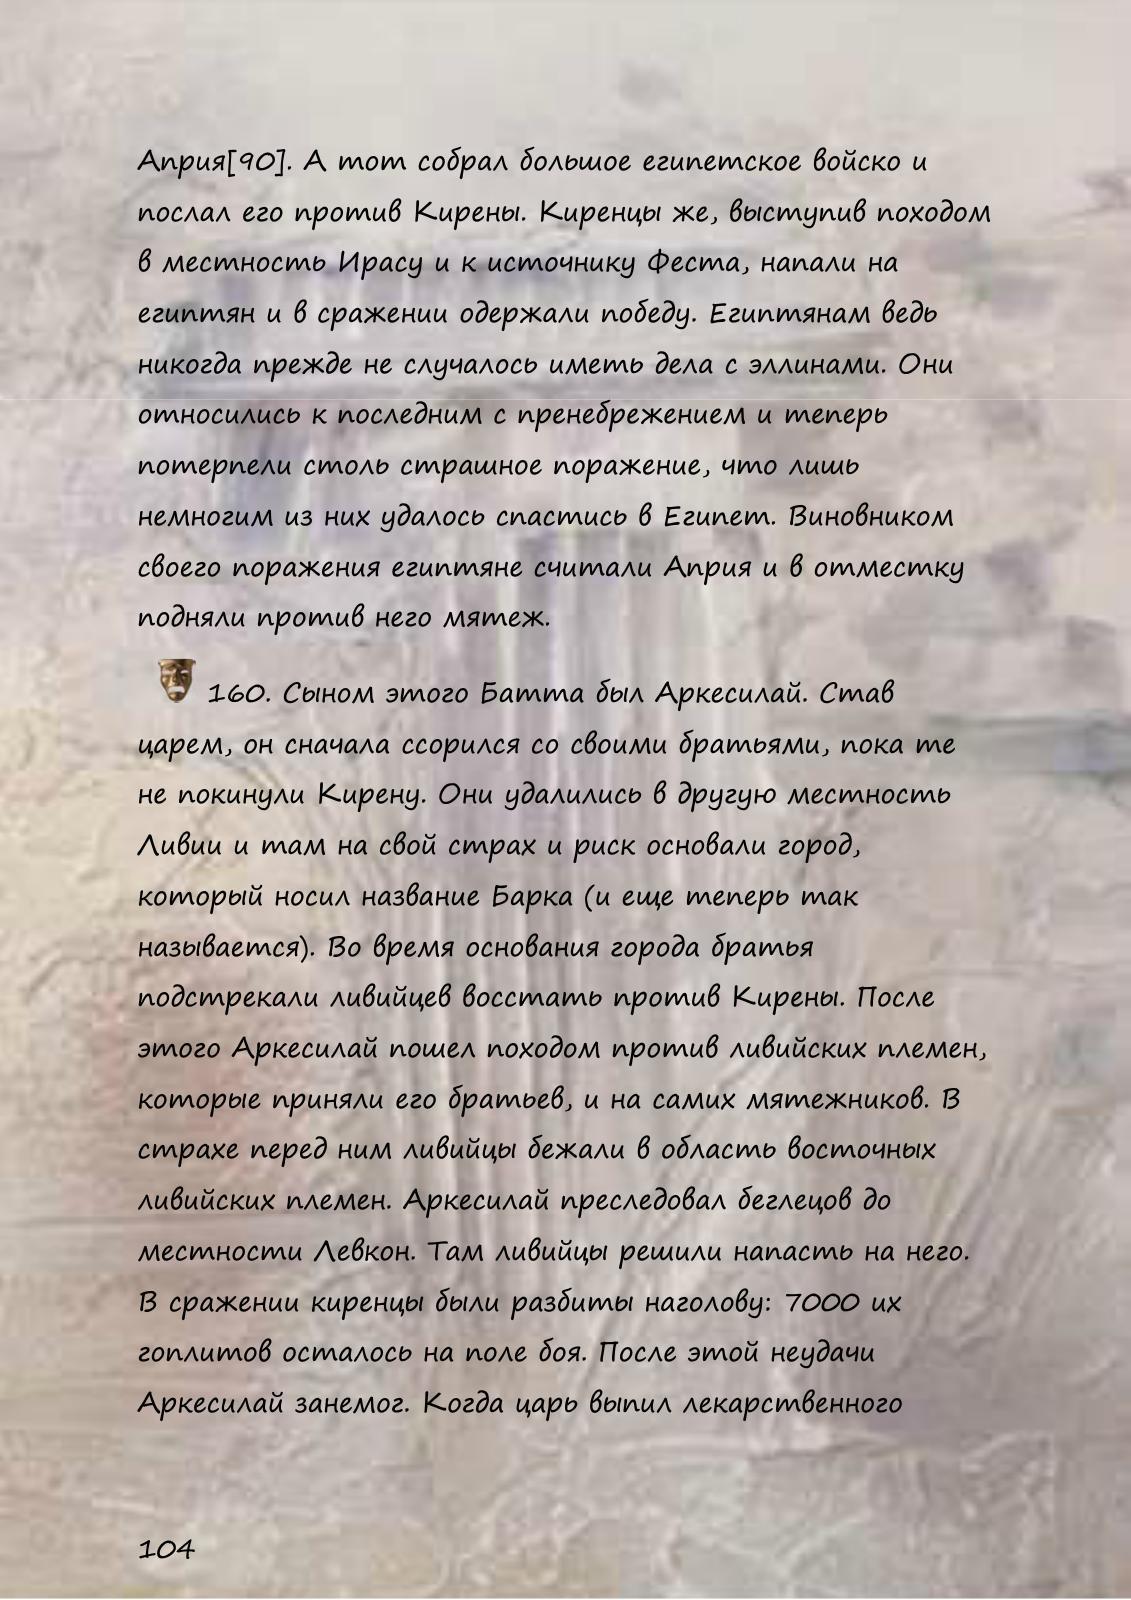 Априя[90]. А тот собрал большое египетское войско и
послал его против Кирены. Киренцы же, выступив походом
в местность Ирасу и к источнику Феста, напали на
египтян и в сражении одержали победу. Египтянам ведь
никогда прежде не случалось иметь дела с эллинами. Они
относились к последним с пренебрежением и теперь
потерпели столь страшное поражение, что лишь
немногим из них удалось спастись в Египет. Виновником
своего поражения египтяне считали Априя и в отместку
подняли против него мятеж.
160. Сыном этого Батта был Аркесилай. Став
царем, он сначала ссорился со своими братьями, пока те
не покинули Кирену. Они удалились в другую местность
Ливии и там на свой страх и риск основали город,
который носил название Барка (и еще теперь так
называется). Во время основания города братья
подстрекали ливийцев восстать против Кирены. После
этого Аркесилай пошел походом против ливийских племен,
которые приняли его братьев, и на самих мятежников. В
страхе перед ним ливийцы бежали в область восточных
ливийских племен. Аркесилай преследовал беглецов до
местности Левкон. Там ливийцы решили напасть на него.
В сражении киренцы были разбиты наголову: 7000 их
гоплитов осталось на поле боя. После этой неудачи
Аркесилай занемог. Когда царь выпил лекарственного
104